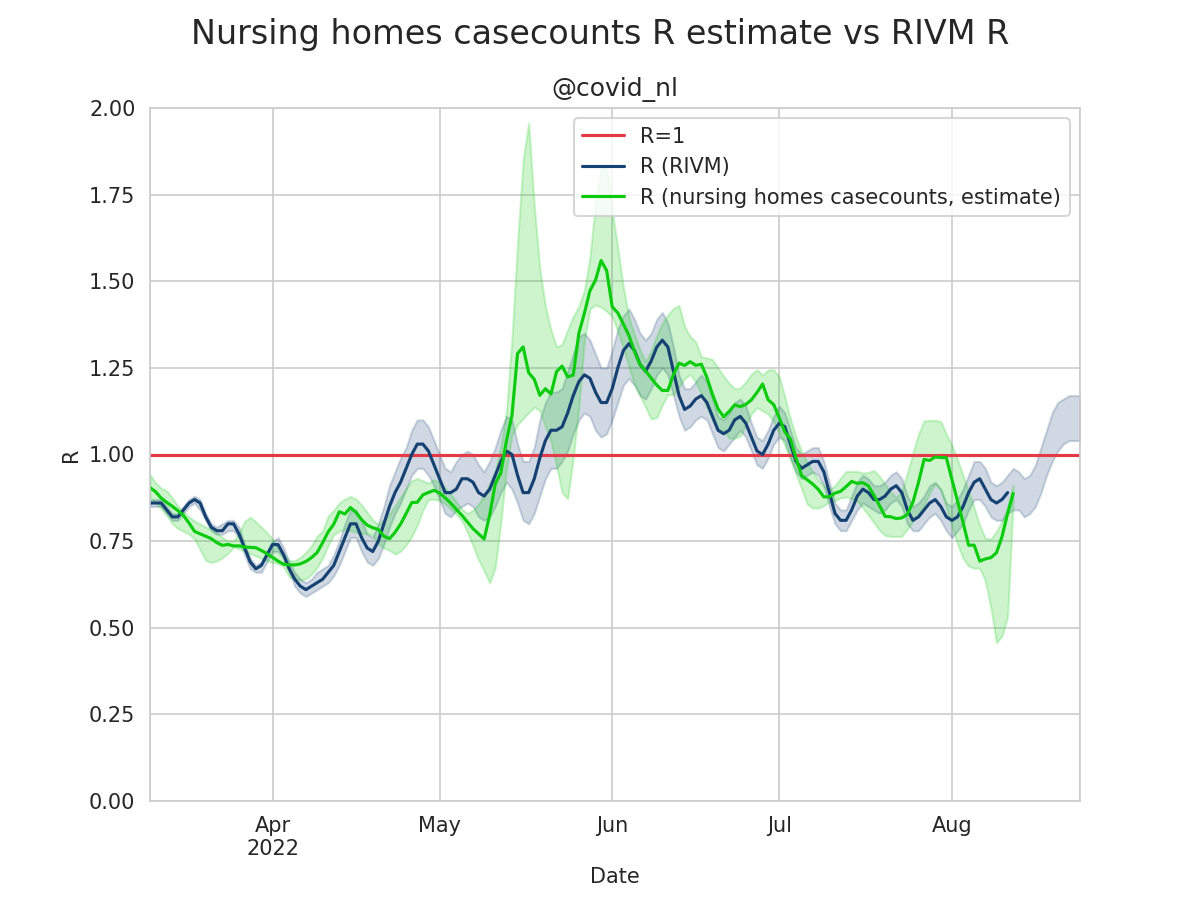 Nursing homes casecounts R estimate vs RIVM R
@covid_nl
R=1
R (RIVM)
R (nursing homes casecounts, estimate)
2.00
1.75
1.50
1.25
1.00
0.75
0.50
0.25
0.00
R
Apr
2022
May
Jun
Jul
Aug
Date